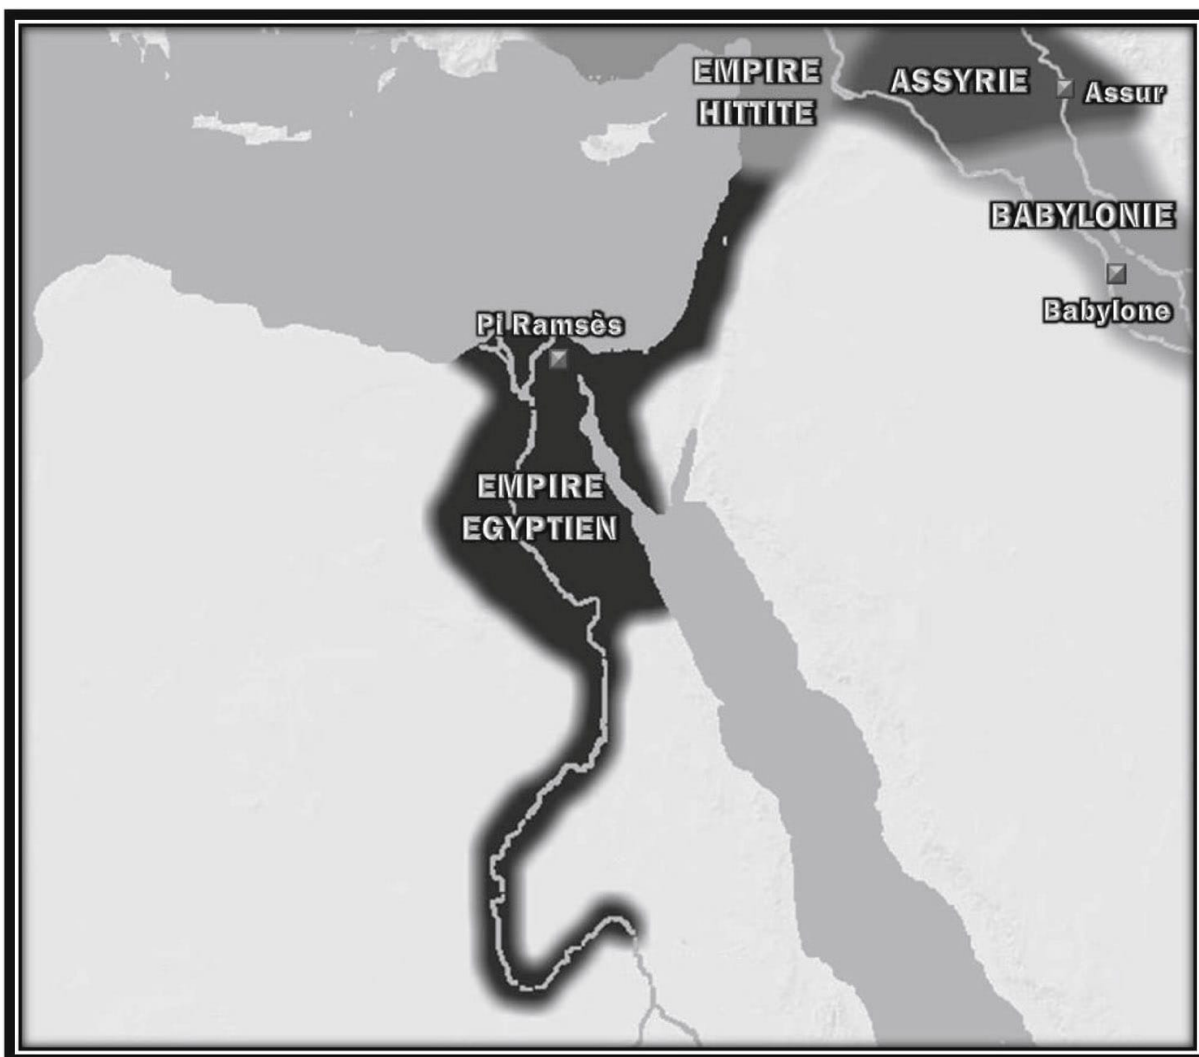 EMPIRE
HITTITE
ASSYRIE
Assur
BABYLONIE
Babylone
Pi Ramsès
EMPIRE
EGYPTIEN